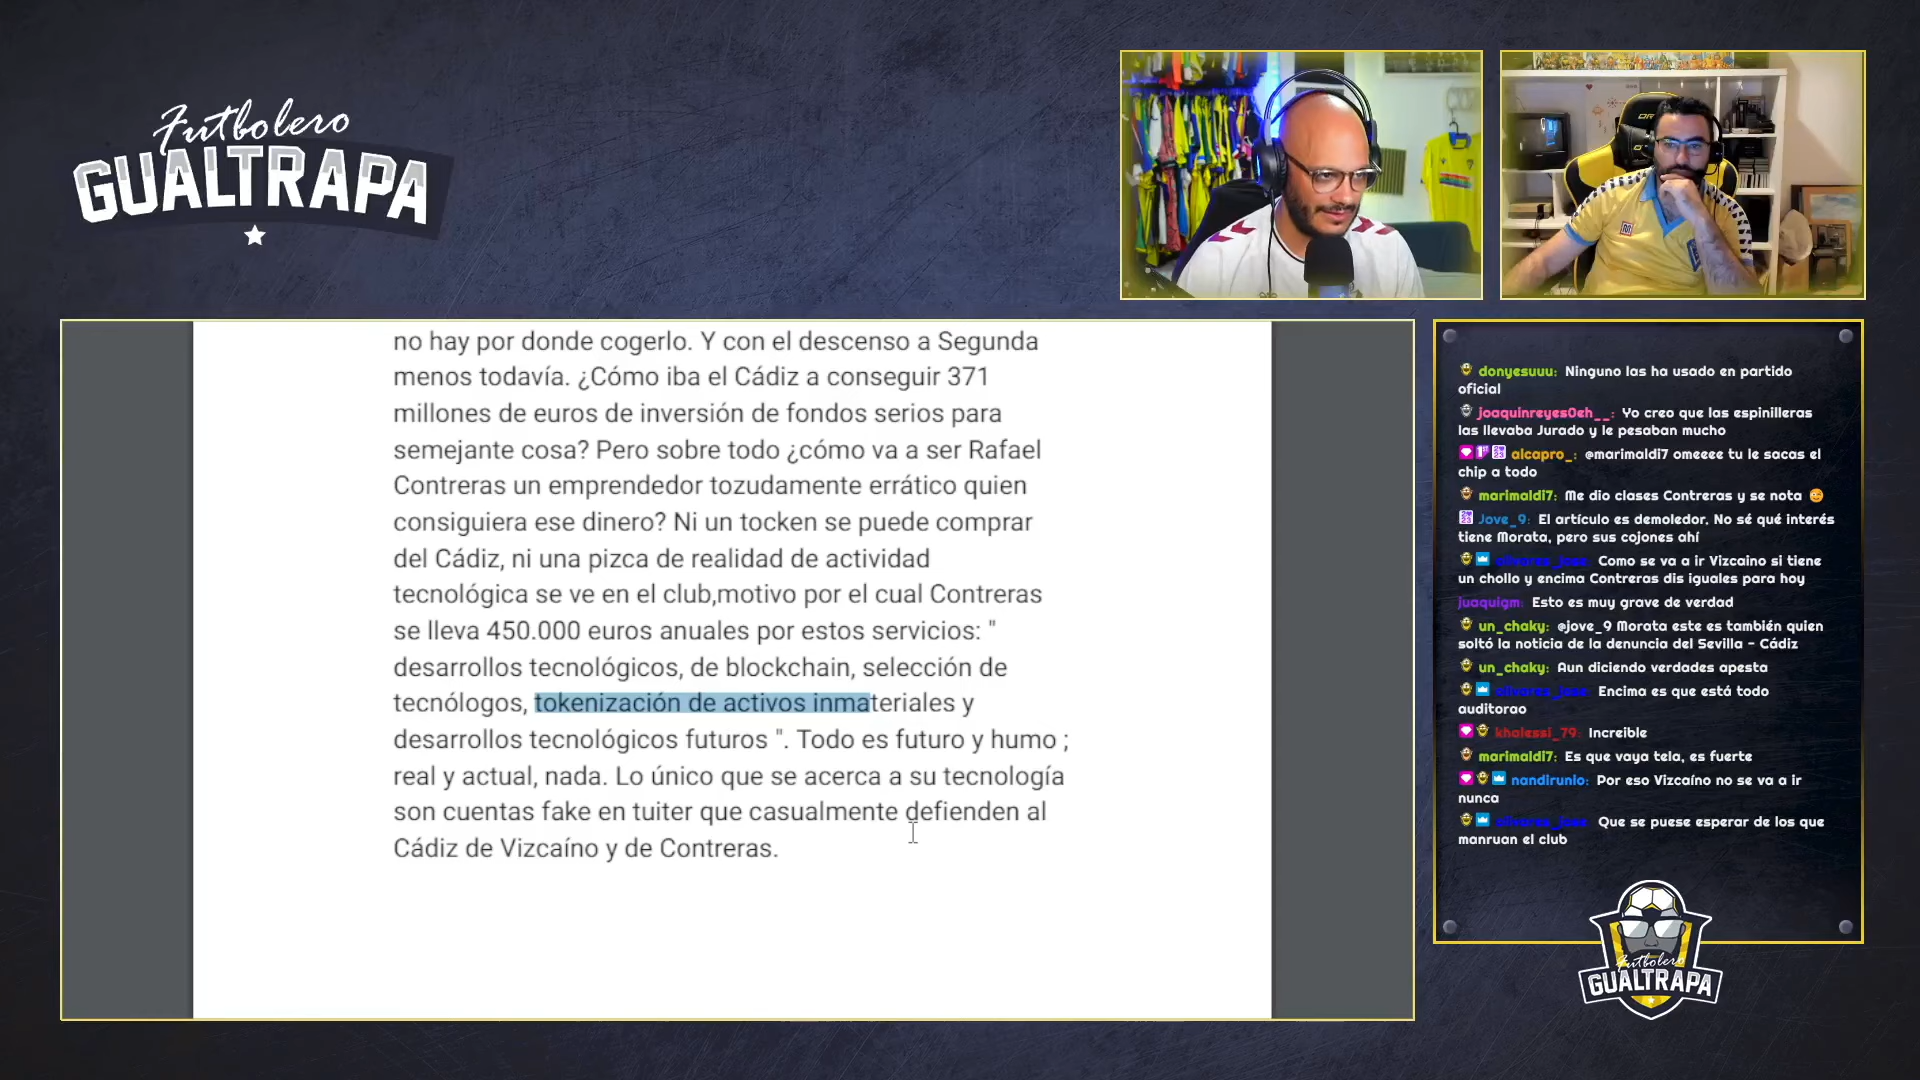 Futbolero
GUALTRAPA
no hay por donde cogerlo. Y con el descenso a Segunda
menos todavía. ¿Cómo iba el Cádiz a conseguir 371
millones de euros de inversión de fondos serios para
semejante cosa? Pero sobre todo ¿cómo va a ser Rafael
Contreras un emprendedor tozudamente errático quien
consiguiera ese dinero? Ni un tocken se puede comprar
del Cádiz, ni una pizca de realidad de actividad
tecnológica se ve en el club,motivo por el cual Contreras
se lleva 450.000 euros anuales por estos servicios: "
desarrollos tecnológicos, de blockchain, selección de
tecnólogos, tokenización de activos inmateriales y
desarrollos tecnológicos futuros ". Todo es futuro y humo ;
real y actual, nada. Lo único que se acerca a su tecnología
son cuentas fake en tuiter que casualmente defienden al
Cádiz de Vizcaíno y de Contreras.
donyesuuu: Ninguno las ha usado en partido
oficial
joaquinreyes0eh__: Yo creo que las espinilleras
las llevaba Jurado y le pesaban mucho
alcapro_: @marimaldi7 omeeee tu le sacas el
chip a todo
marimaldi7: Me dio clases Contreras y se nota
Jove_9: El artículo es demoledor, No sé qué interés
tiene Morata, pero sus cojones ahí
olivares_jose: Como se va a ir Vizcaino si tiene
un chollo y encima Contreras dis iguales para hoy
juaquigm: Esto es muy grave de verdad
un_chaky: @jove_9 Morata este es también quien
soltó la noticia de la denuncia del Sevilla - Cádiz
un_chaky: Aun diciendo verdades apesta
olivares_jose: Encima es que está todo
auditorao
khalessi_79: Increible
marimaldi7: Es que vaya tela, es fuerte
nandirunio: Por eso Vizcaíno no se va a ir
nunca
olivares_jose: Que se puese esperar de los que
manruan el club
Futbolero
GUALTRAPA